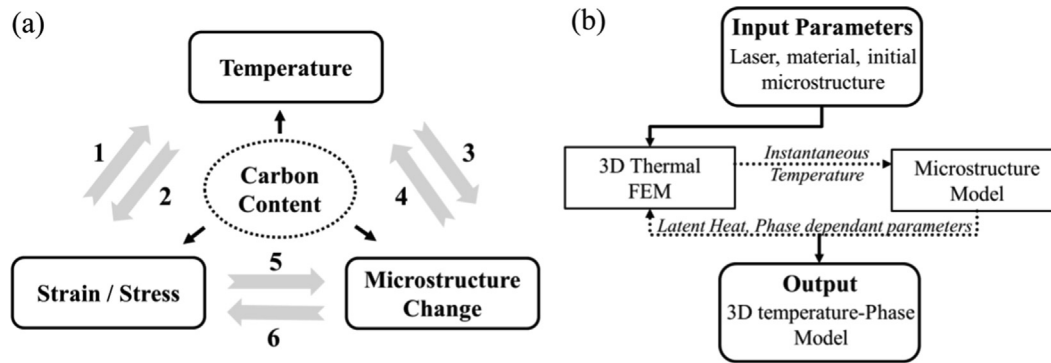 (a)
Temperature
1
2
3
4
Carbon
Content
5
6
Strain / Stress
Microstructure
Change
(b)
Input Parameters
Laser, material, initial
microstructure
3D Thermal
FEM
Instantaneous
Temperature
Microstructure
Model
Latent Heat, Phase dependant parameters
Output
3D temperature-Phase
Model